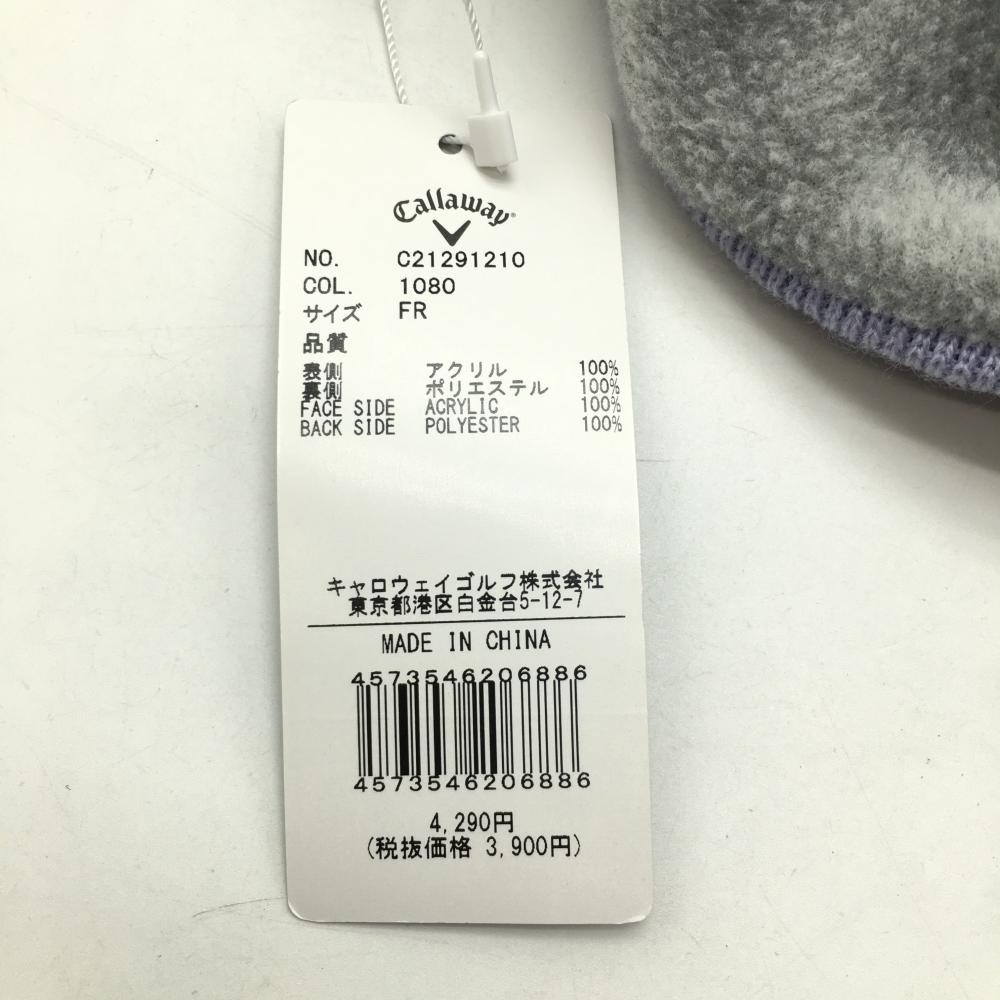 Callaway
NO. C21291210
COL. 1080
サイズ FR
品質
表側 アクリル 100%
裏側 ポリエステル 100%
FACE SIDE ACRYLIC 100%
BACK SIDE POLYESTER 100%
キャロウェイゴルフ株式会社
東京都港区白金台5-12-7
MADE IN CHINA
4573546206886
4573546206886
4,290円
(税抜価格 3,900円)